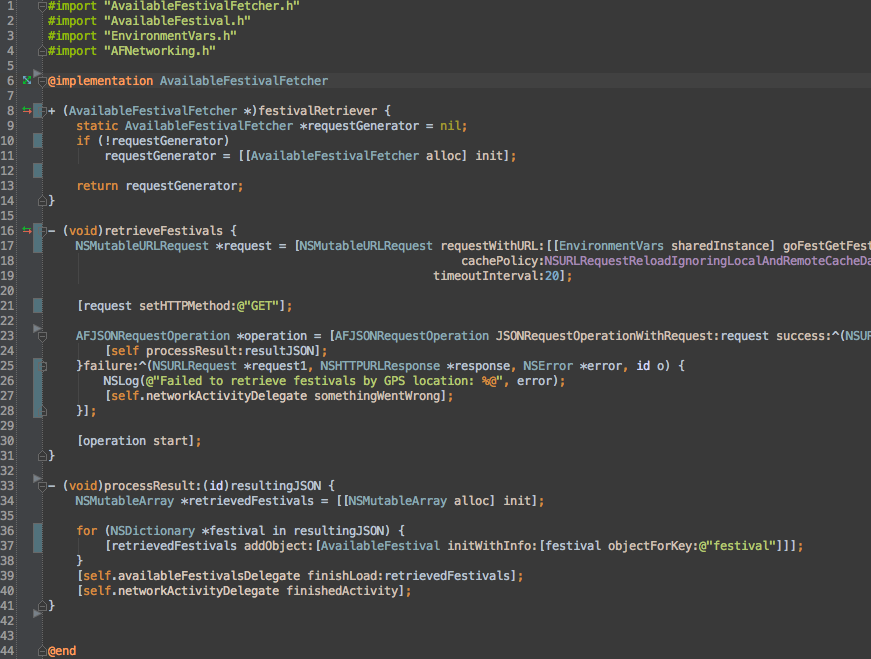 1 #import "AvailableFestivalFetcher.h"
2 #import "AvailableFestival.h"
3 #import "EnvironmentVars.h"
4 #import "AFNetworking.h"
5
6 @implementation AvailableFestivalFetcher
7
8 + (AvailableFestivalFetcher *)festivalRetriever {
9 static AvailableFestivalFetcher *requestGenerator = nil;
10 if (!requestGenerator)
11 requestGenerator = [[AvailableFestivalFetcher alloc] init];
12
13 return requestGenerator;
14 }
15
16 - (void)retrieveFestivals {
17 NSMutableURLRequest *request = [NSMutableURLRequest requestWithURL:[[EnvironmentVars sharedInstance] goFestGetFest
18 cachePolicy:NSURLRequestReloadIgnoringLocalAndRemoteCacheDa
19 timeoutInterval:20];
20
21 [request setHTTPMethod:@"GET"];
22
23 AFJSONRequestOperation *operation = [AFJSONRequestOperation JSONRequestOperationWithRequest:request success:^(NSUR
24 [self processResult:resultJSON];
25 }failure:^(NSURLRequest *request1, NSHTTPURLResponse *response, NSError *error, id o) {
26 NSLog(@"Failed to retrieve festivals by GPS location: %@", error);
27 [self.networkActivityDelegate somethingWentWrong];
28 }];
29
30 [operation start];
31 }
32
33 - (void)processResult:(id)resultingJSON {
34 NSMutableArray *retrievedFestivals = [[NSMutableArray alloc] init];
35
36 for (NSDictionary *festival in resultingJSON) {
37 [retrievedFestivals addObject:[AvailableFestival initWithInfo:[festival objectForKey:@"festival"]]];
38 }
39 [self.availableFestivalsDelegate finishLoad:retrievedFestivals];
40 [self.networkActivityDelegate finishedActivity];
41 }
42
43
44 @end